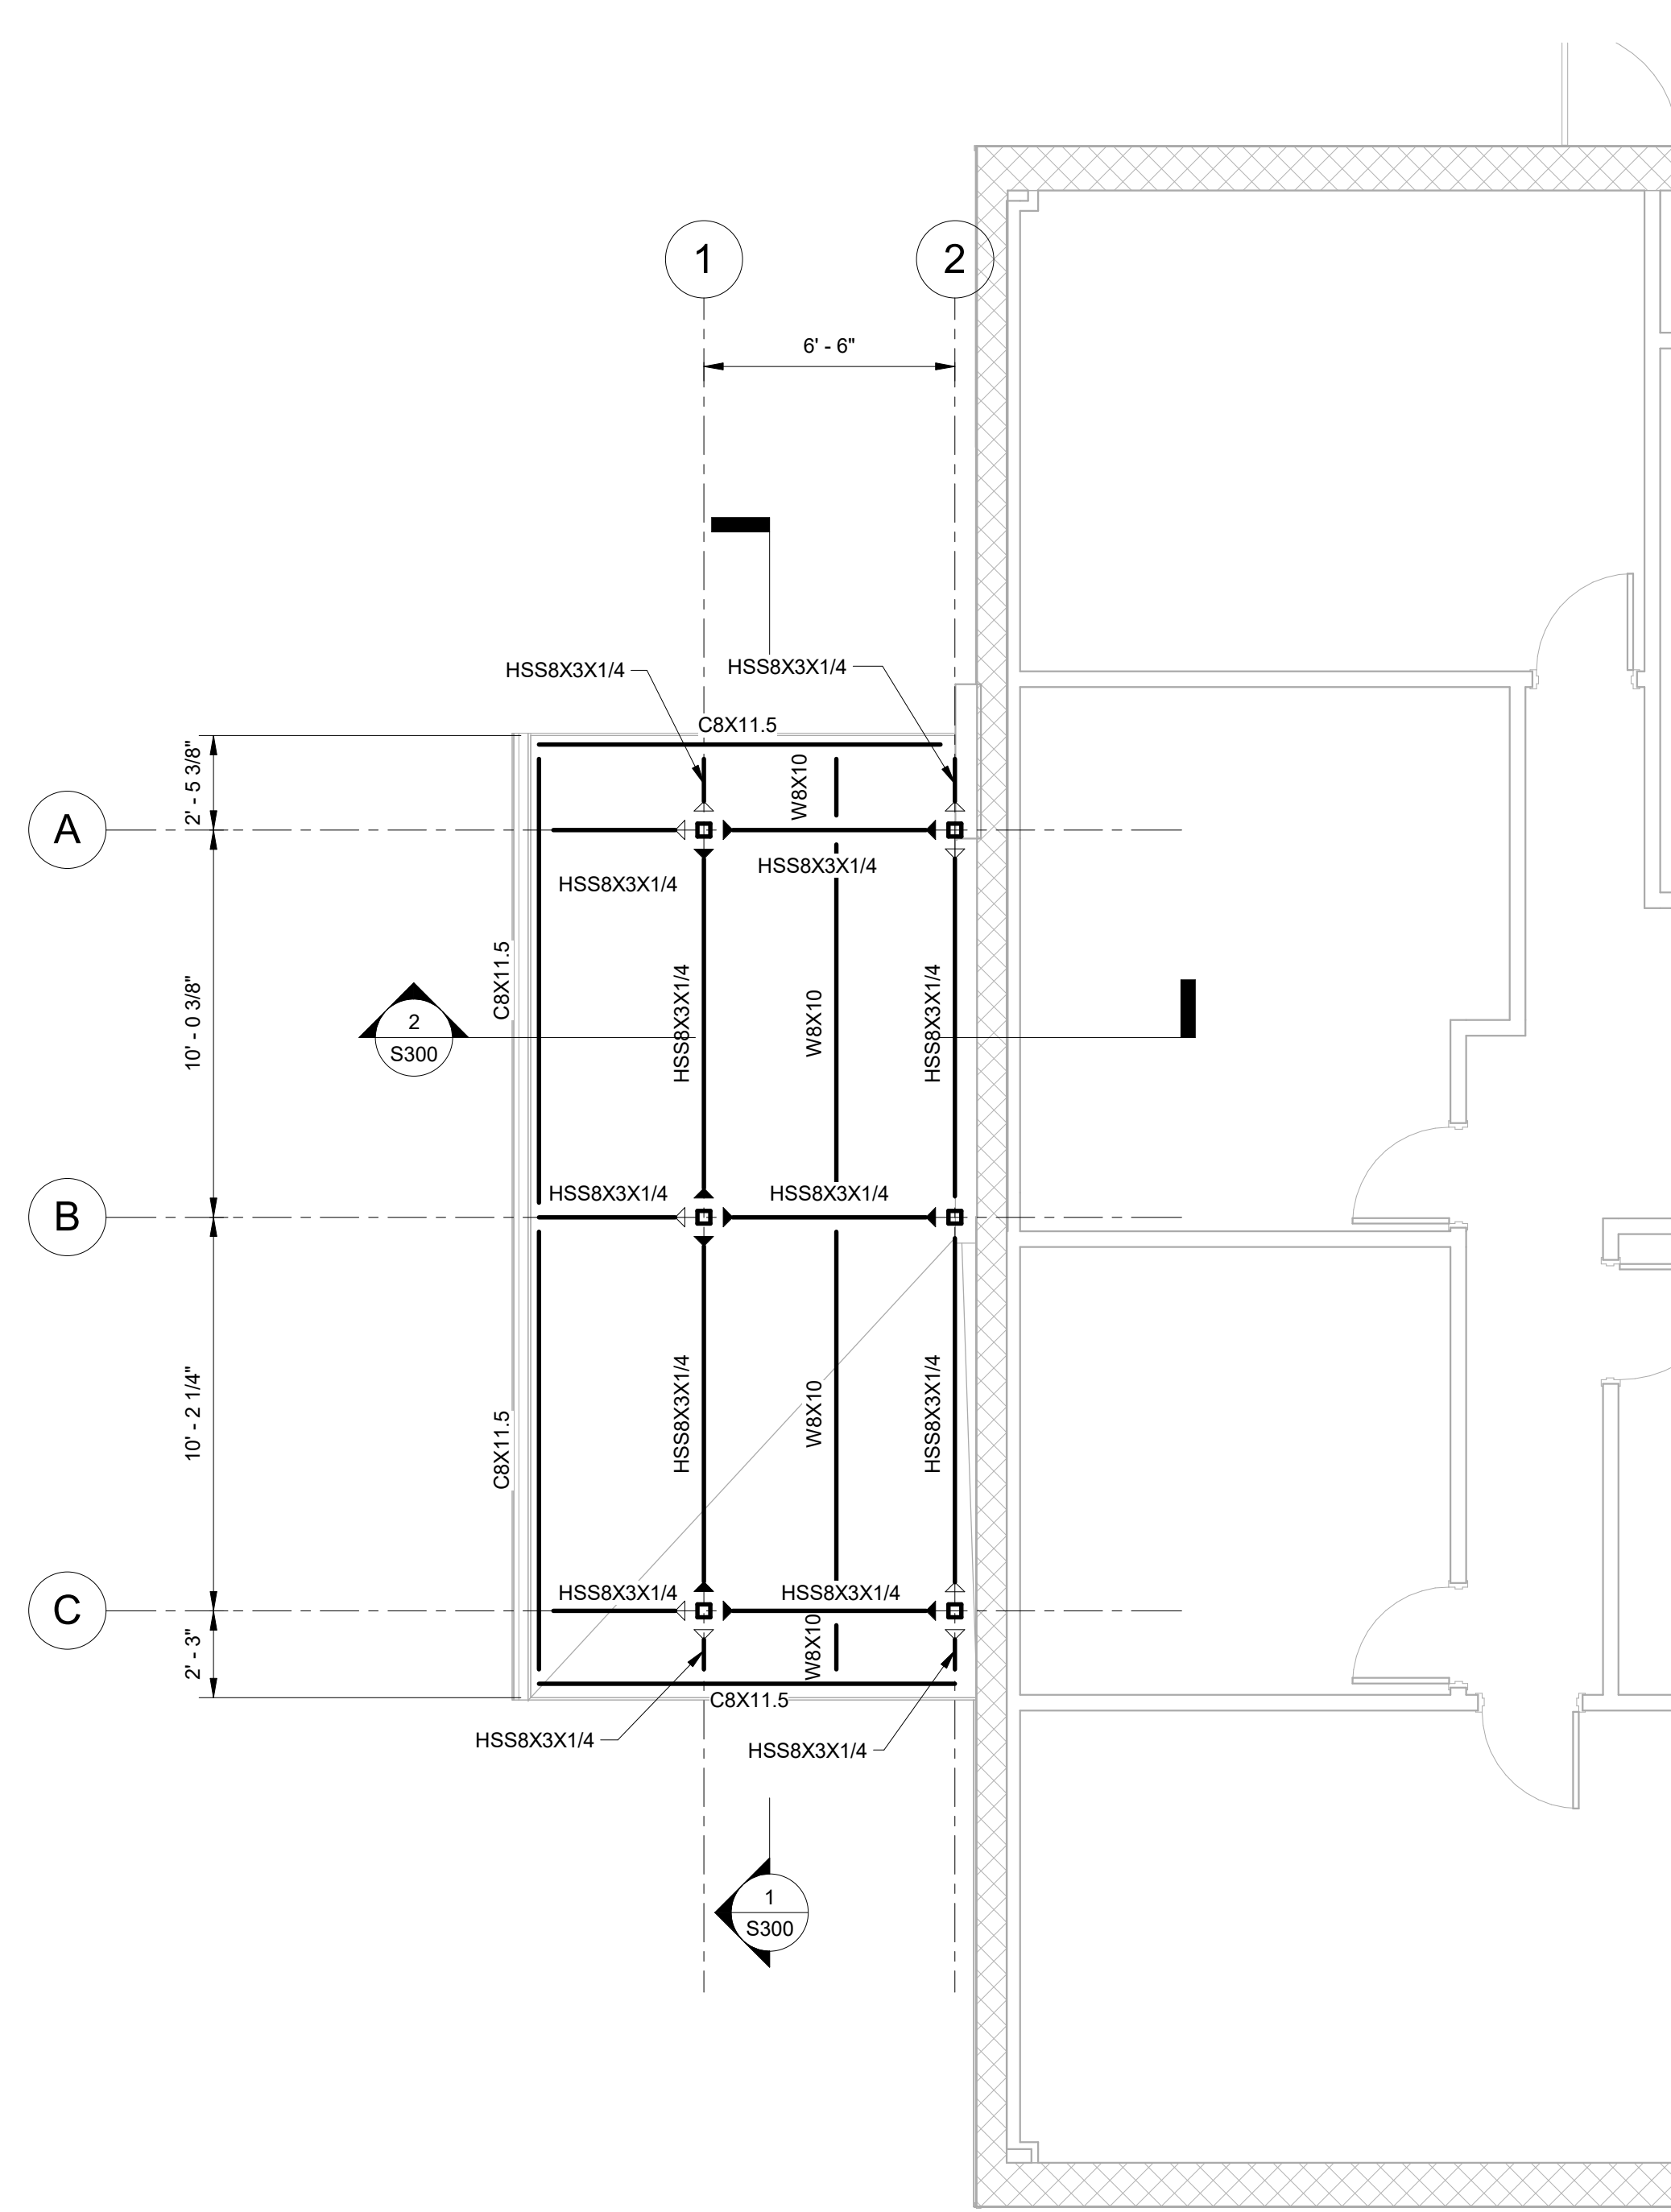 1
2
6' - 6"
HSS8X3X1/4
HSS8X3X1/4
C8X11.5
2' - 5 3/8"
W8X10
A
HSS8X3X1/4
HSS8X3X1/4
C8X11.5
10' - 0 3/8"
HSS8X3X1/4
W8X10
HSS8X3X1/4
2
S300
B
HSS8X3X1/4
HSS8X3X1/4
C8X11.5
10' - 2 1/4"
HSS8X3X1/4
W8X10
HSS8X3X1/4
HSS8X3X1/4
HSS8X3X1/4
C
2' - 3"
W8X10
C8X11.5
HSS8X3X1/4
HSS8X3X1/4
1
S300